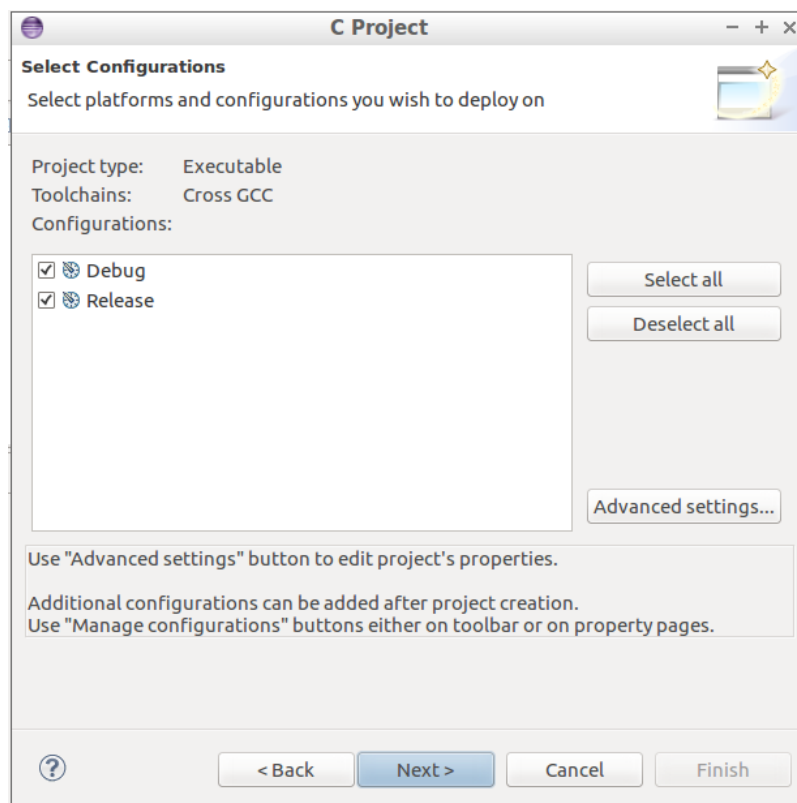 C Project
Select Configurations
Select platforms and configurations you wish to deploy on
Project type: Executable
Toolchains: Cross GCC
Configurations:
Debug
Release
Select all
Deselect all
Advanced settings...
Use "Advanced settings" button to edit project's properties.
Additional configurations can be added after project creation.
Use "Manage configurations" buttons either on toolbar or on property pages.
< Back
Next >
Cancel
Finish